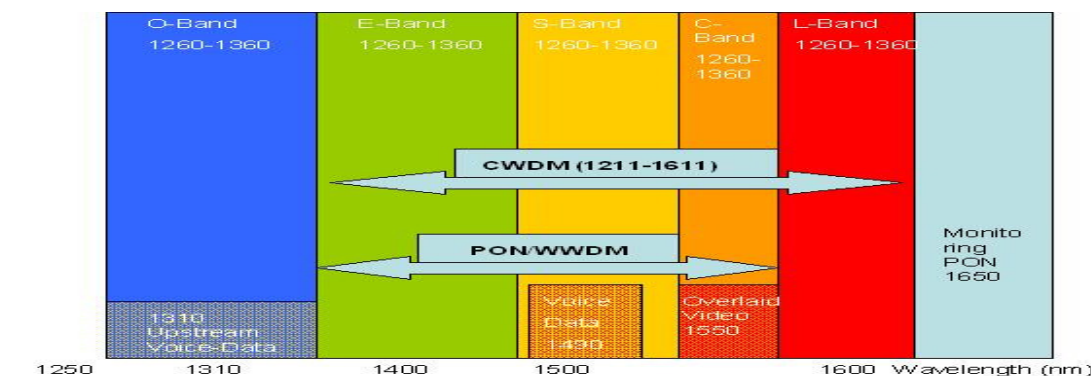 O-Band
1260-1360
E-Band
1260-1360
S-Band
1260-1360
C-
Band
1260-
1360
L-Band
1260-1360
CWDM (1211-1611)
PON/WWDM
Monito
ring
PON
1650
1310
Upstream
Voice-Data
Voice
Data
1490
Overlaid
Video
1550
1250 1310 1400 1500 1600 Wavelength (nm)